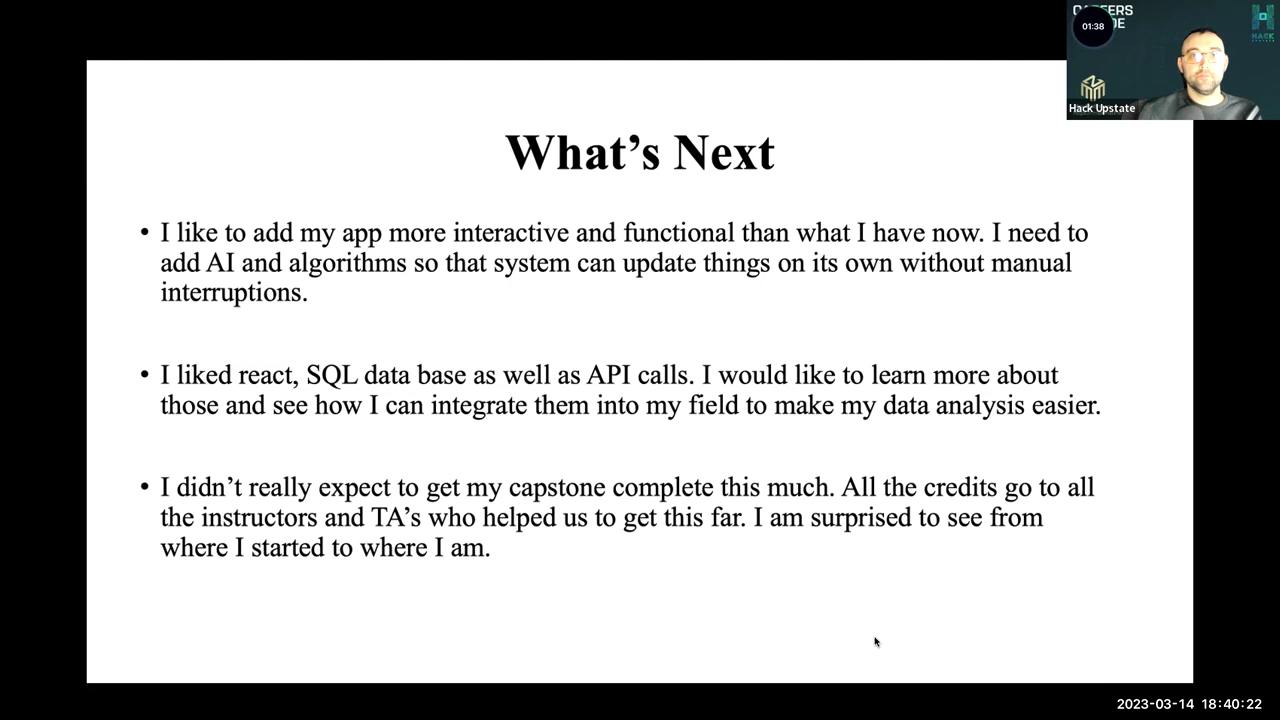 CAREERS
01:38
HACK
Hack Upstate
What's Next
• I like to add my app more interactive and functional than what I have now. I need to
add AI and algorithms so that system can update things on its own without manual
interruptions.
• I liked react, SQL data base as well as API calls. I would like to learn more about
those and see how I can integrate them into my field to make my data analysis easier.
• I didn’t really expect to get my capstone complete this much. All the credits go to all
the instructors and TA’s who helped us to get this far. I am surprised to see from
where I started to where I am.
2023-03-14 18:40:22